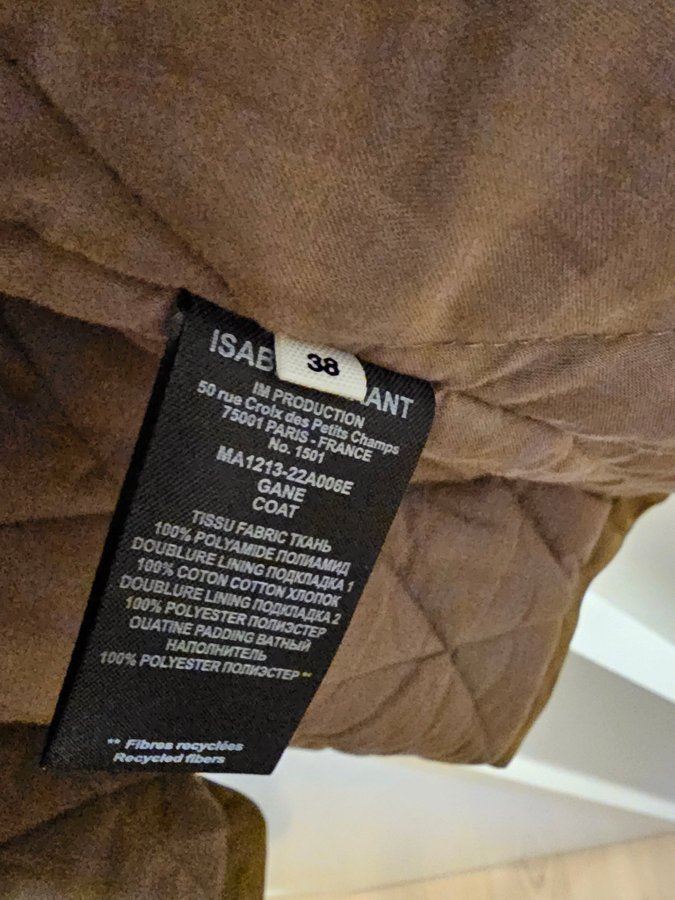 ISAB ANT
38
IM PRODUCTION
50 rue Croix des Petits Champs
75001 PARIS - FRANCE
No. 1501
MA1213-22A006E
GANE
COAT
TISSU FABRIC ТКАНЬ
100% POLYAMIDE ПОЛИАМИД
DOUBLURE LINING ПОДКЛАДКА 1
100% COTON COTTON ХЛОПОК
DOUBLURE LINING ПОДКЛАДКА 2
100% POLYESTER ПОЛИЭСТЕР
OUATINE PADDING ВАТНЫЙ
НАПОЛНИТЕЛЬ
100% POLYESTER ПОЛИЭСТЕР **
** Fibres recyclées
Recycled fibers